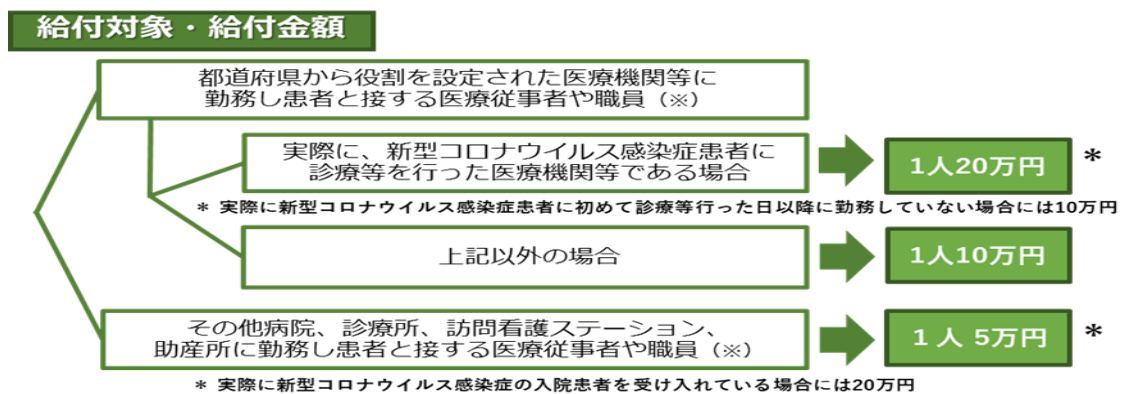 給付対象・給付金額
都道府県から役割を設定された医療機関等に
勤務し患者と接する医療従事者や職員（※）
実際に、新型コロナウイルス感染症患者に
診療等を行った医療機関等である場合
1人20万円 *
* 実際に新型コロナウイルス感染症患者に初めて診療等行った日以降に勤務していない場合には10万円
上記以外の場合
1人10万円
その他病院、診療所、訪問看護ステーション、
助産所に勤務し患者と接する医療従事者や職員（※）
1人 5万円 *
* 実際に新型コロナウイルス感染症の入院患者を受け入れている場合には20万円